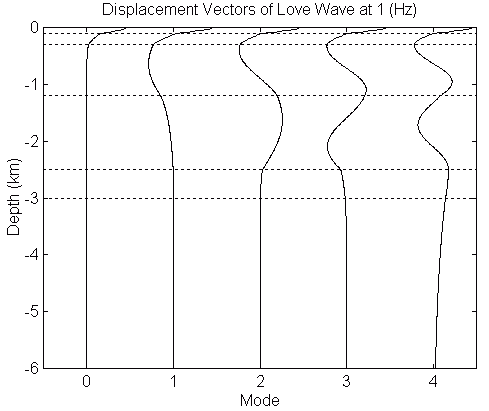 Displacement Vectors of Love Wave at 1 (Hz)
0
-1
-2
-3
-4
-5
-6
Depth (km)
0 1 2 3 4
Mode